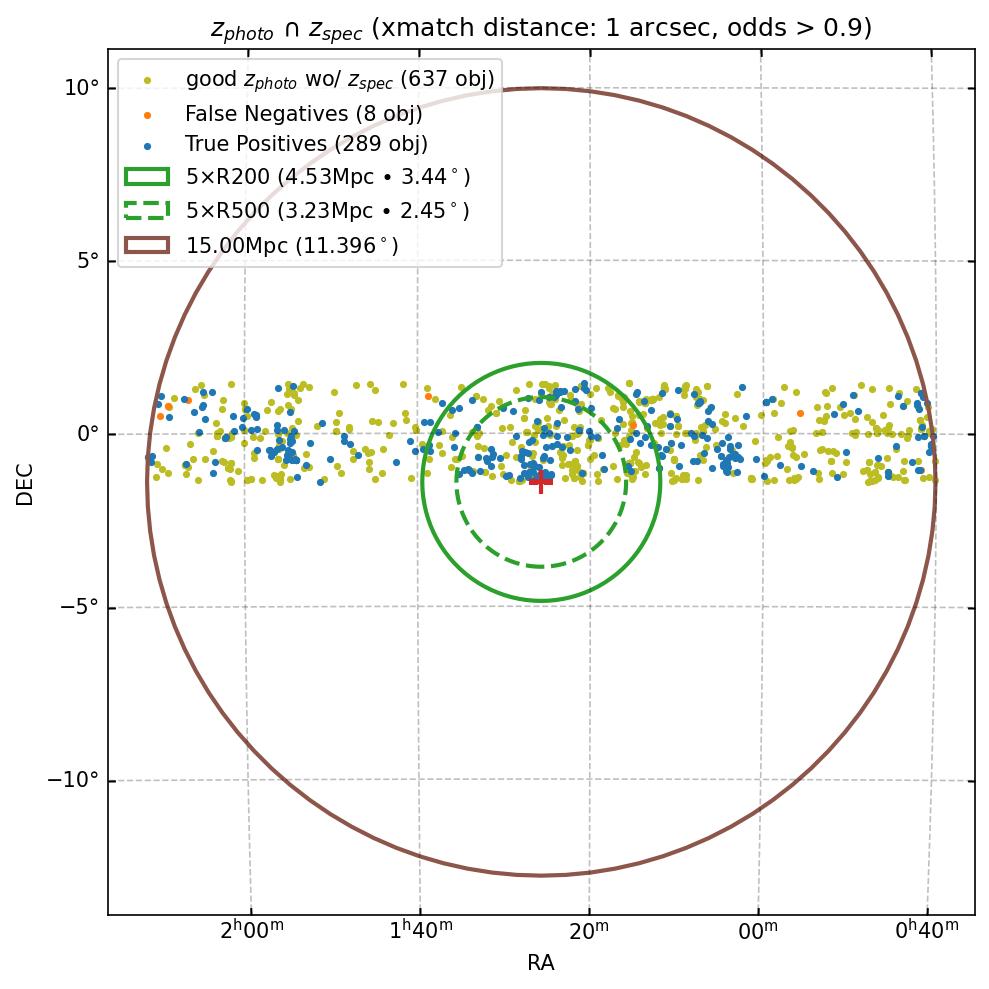 z_photo ∩ z_spec (xmatch distance: 1 arcsec, odds > 0.9)
good z_photo wo/ z_spec (637 obj)
False Negatives (8 obj)
True Positives (289 obj)
5×R200 (4.53Mpc • 3.44°)
5×R500 (3.23Mpc • 2.45°)
15.00Mpc (11.396°)
10°
5°
0°
−5°
−10°
DEC
2h00m
1h40m
20m
00m
0h40m
RA